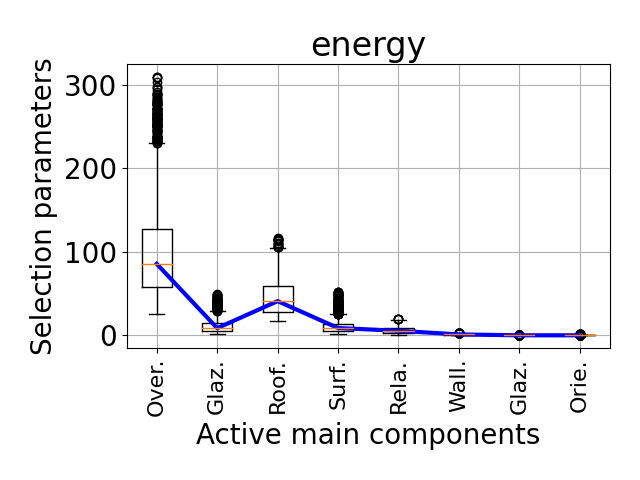 energy
Selection parameters
300
200
100
0
Over.
Glaz.
Roof.
Surf.
Rela.
Wall.
Glaz.
Orie.
Active main components